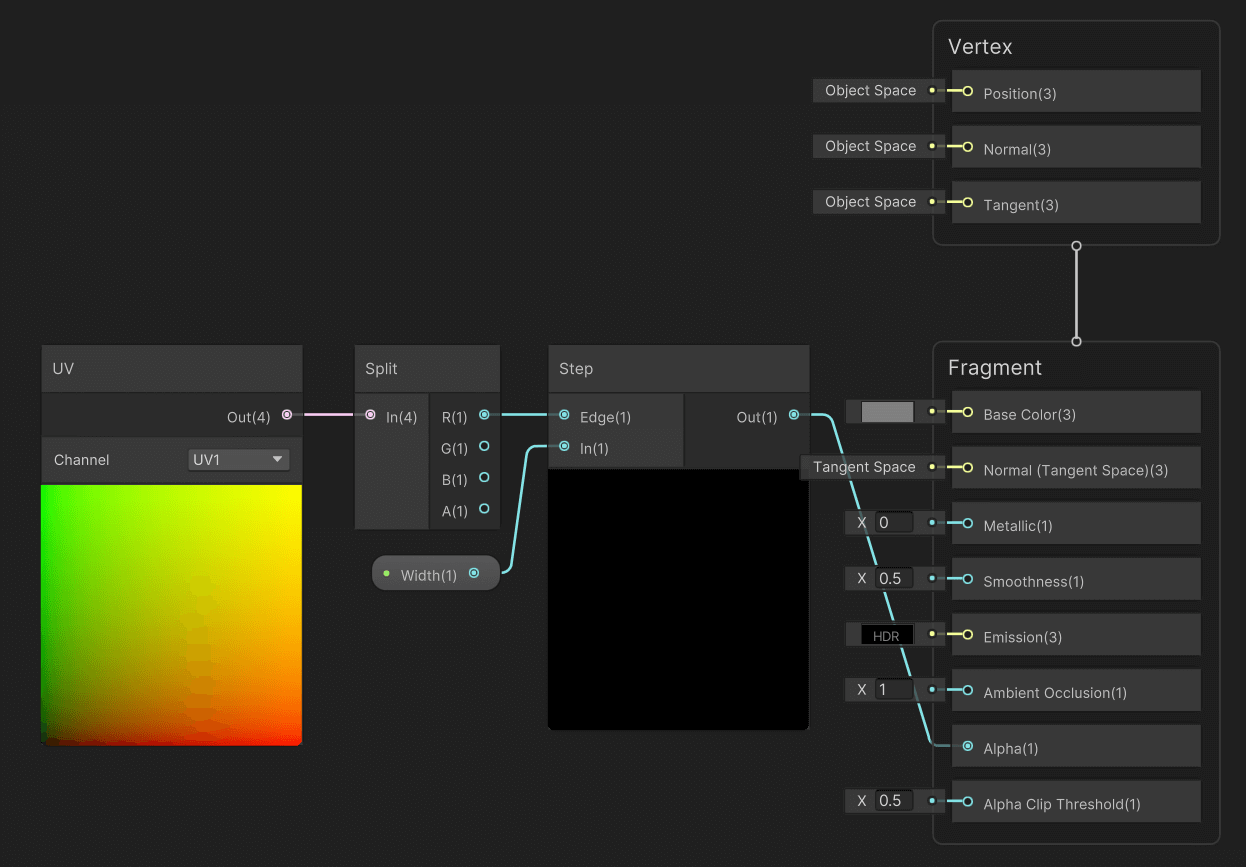 Vertex
Object Space
Position(3)
Object Space
Normal(3)
Object Space
Tangent(3)
UV
Out(4)
Channel
UV1
Split
In(4)
R(1)
G(1)
B(1)
A(1)
Width(1)
Step
Edge(1)
In(1)
Out(1)
Fragment
Base Color(3)
Tangent Space
Normal (Tangent Space)(3)
X 0
Metallic(1)
X 0.5
Smoothness(1)
HDR
Emission(3)
X 1
Ambient Occlusion(1)
Alpha(1)
X 0.5
Alpha Clip Threshold(1)